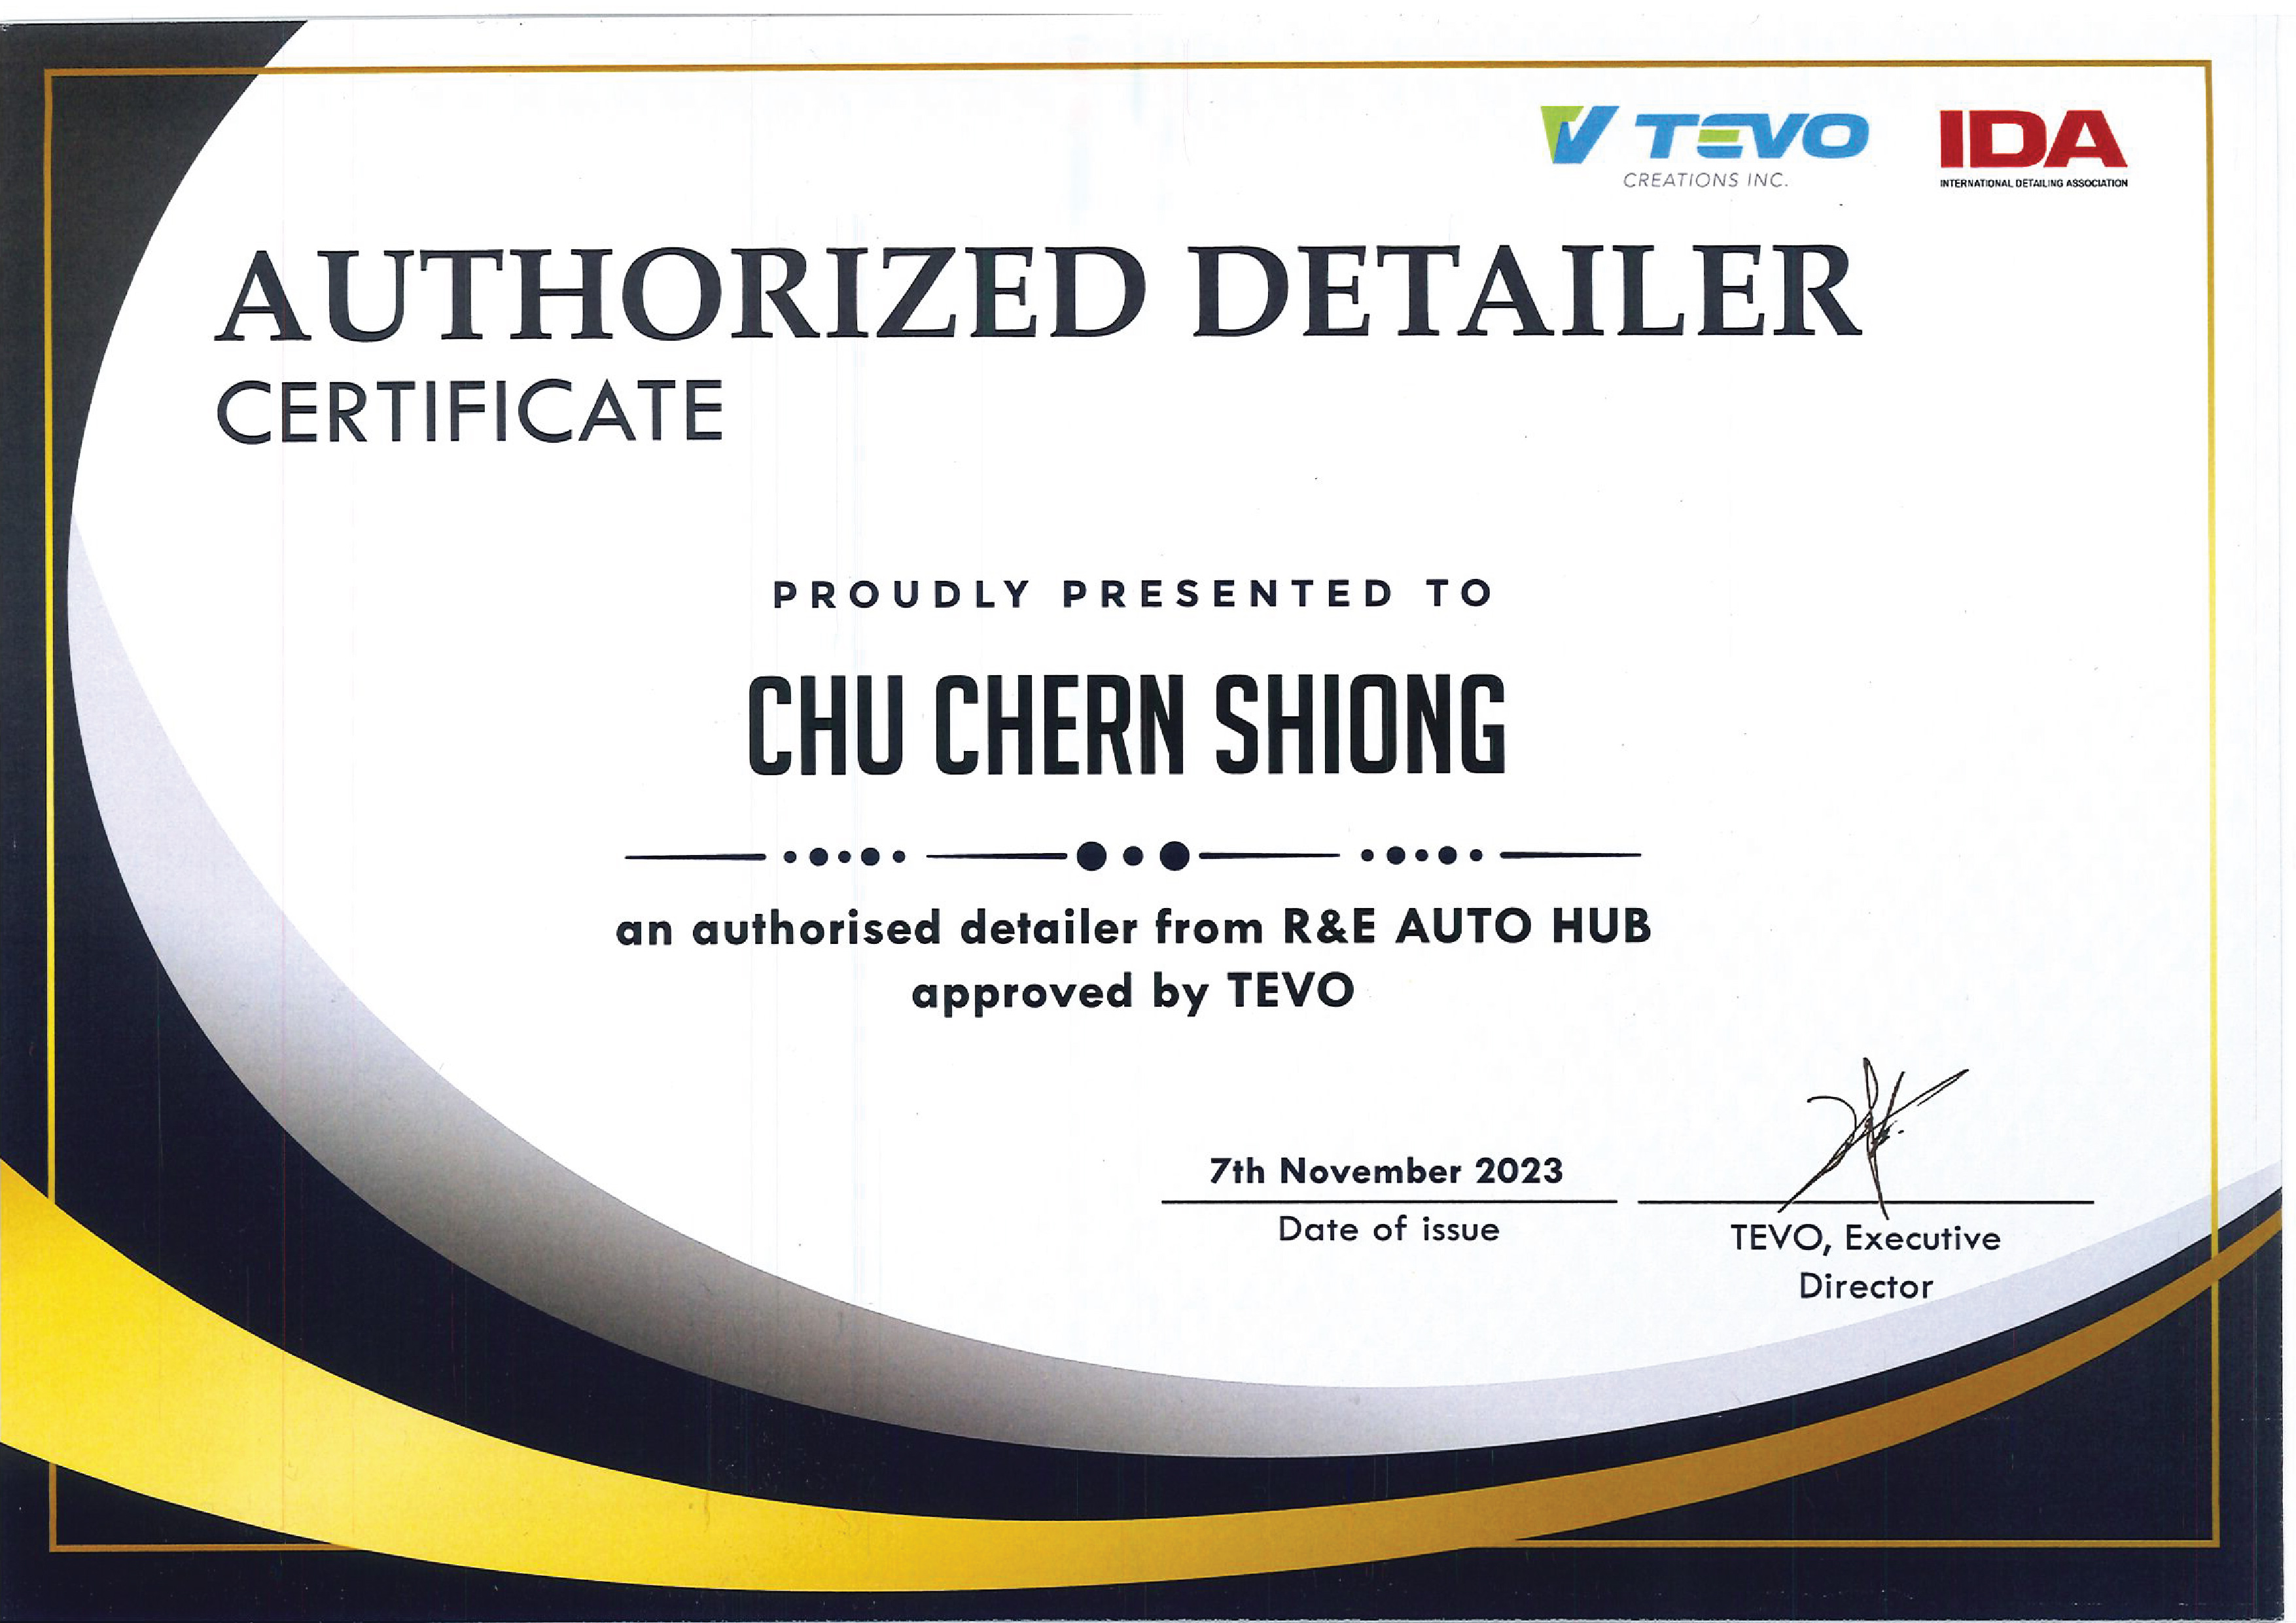 TEVO
CREATIONS INC.
IDA
INTERNATIONAL DETAILING ASSOCIATION
AUTHORIZED DETAILER
CERTIFICATE
PROUDLY PRESENTED TO
CHU CHERN SHIONG
an authorised detailer from R&E AUTO HUB
approved by TEVO
7th November 2023
Date of issue
TEVO, Executive
Director